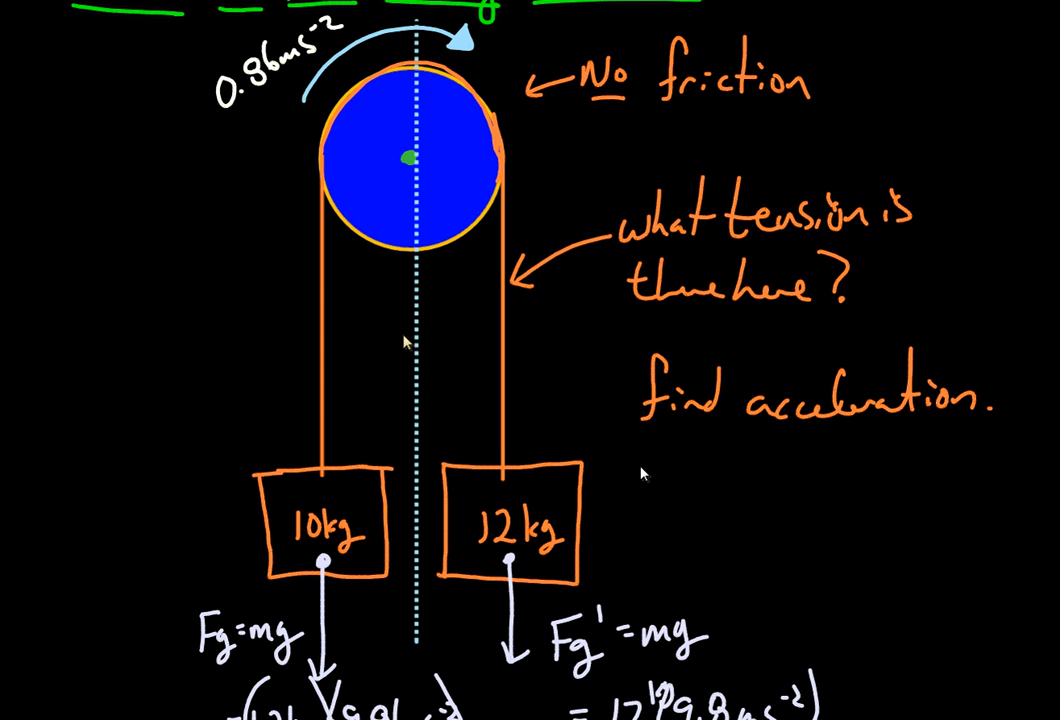 0.86ms⁻²
← No friction
what tension is
there here?
find acceleration.
10kg
12kg
Fg=mg
Fg'=mg